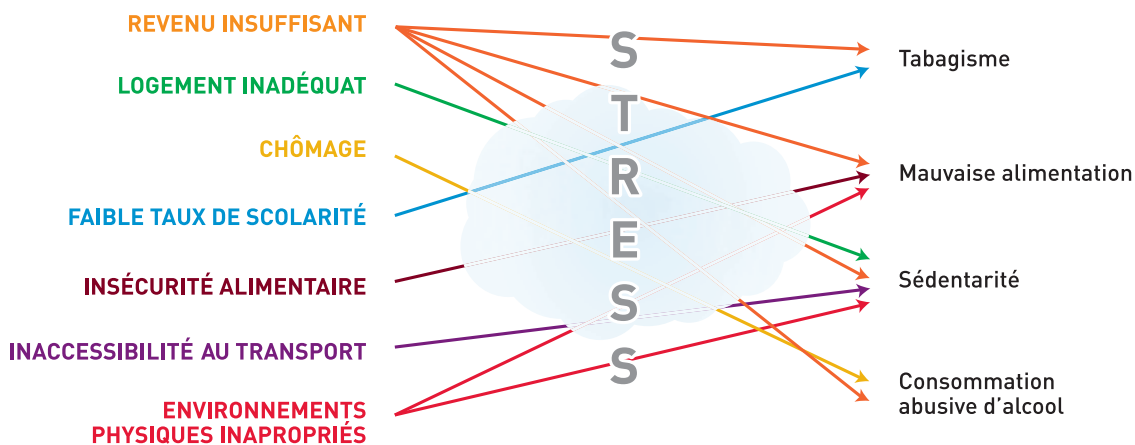 REVENU INSUFFISANT
LOGEMENT INADÉQUAT
CHÔMAGE
FAIBLE TAUX DE SCOLARITÉ
INSÉCURITÉ ALIMENTAIRE
INACCESSIBILITÉ AU TRANSPORT
ENVIRONNEMENTS
PHYSIQUES INAPROPRIÉS
STRESS
Tabagisme
Mauvaise alimentation
Sédentarité
Consommation
abusive d'alcool